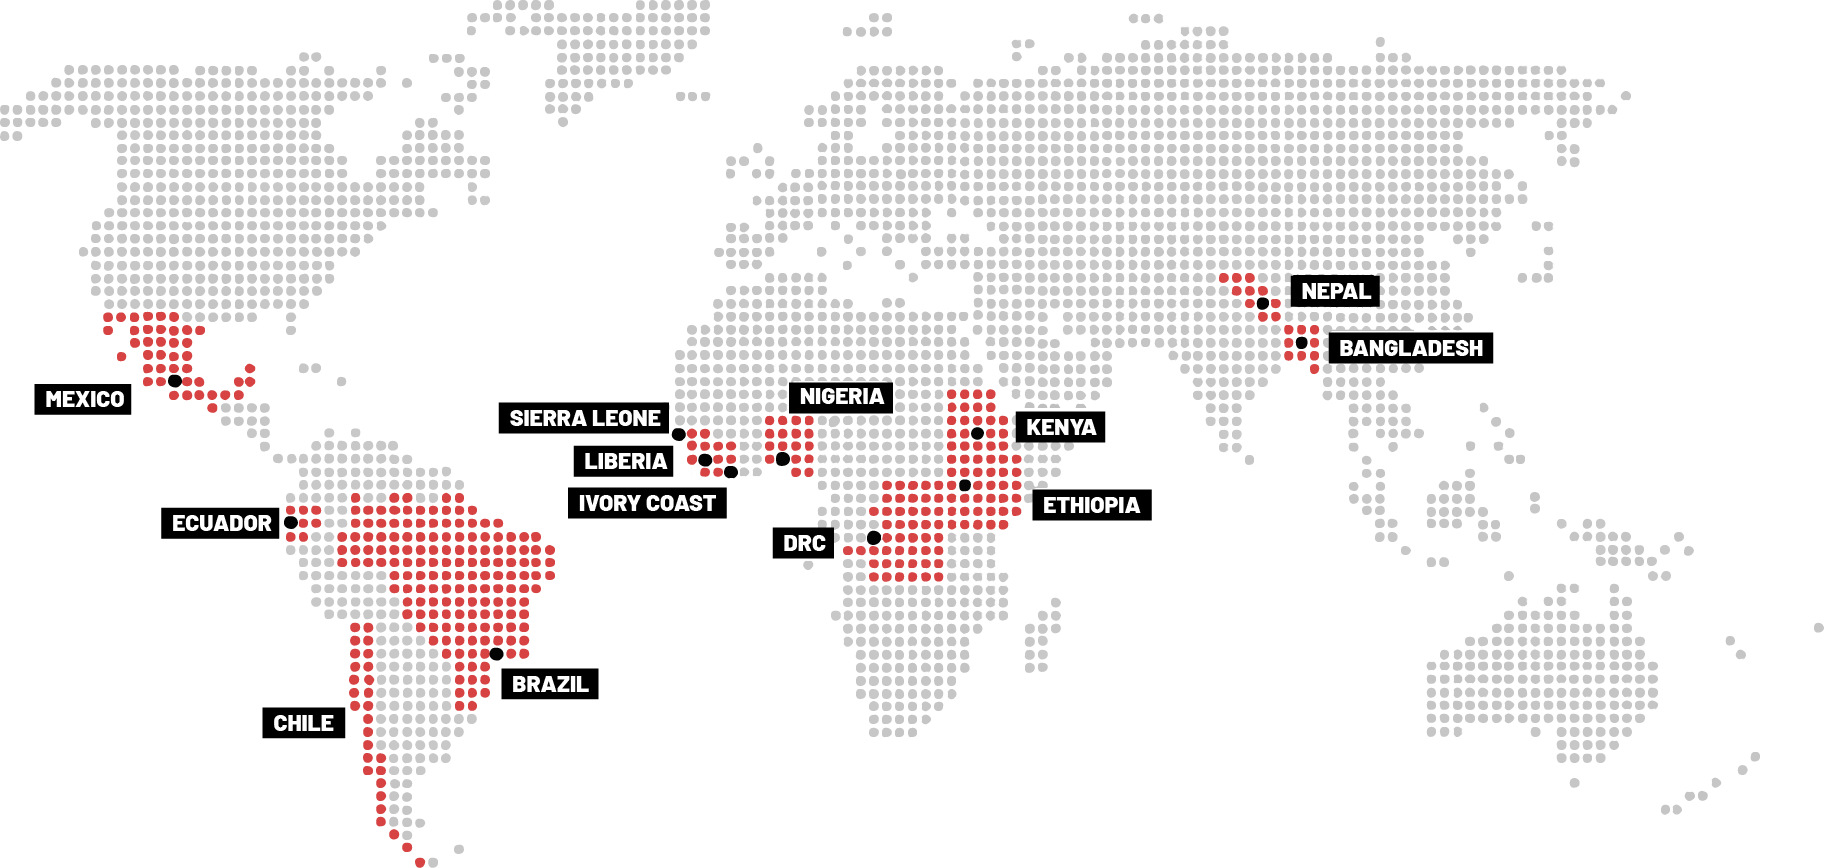 NEPAL
BANGLADESH
MEXICO
NIGERIA
SIERRA LEONE
KENYA
LIBERIA
IVORY COAST
ETHIOPIA
ECUADOR
DRC
BRAZIL
CHILE